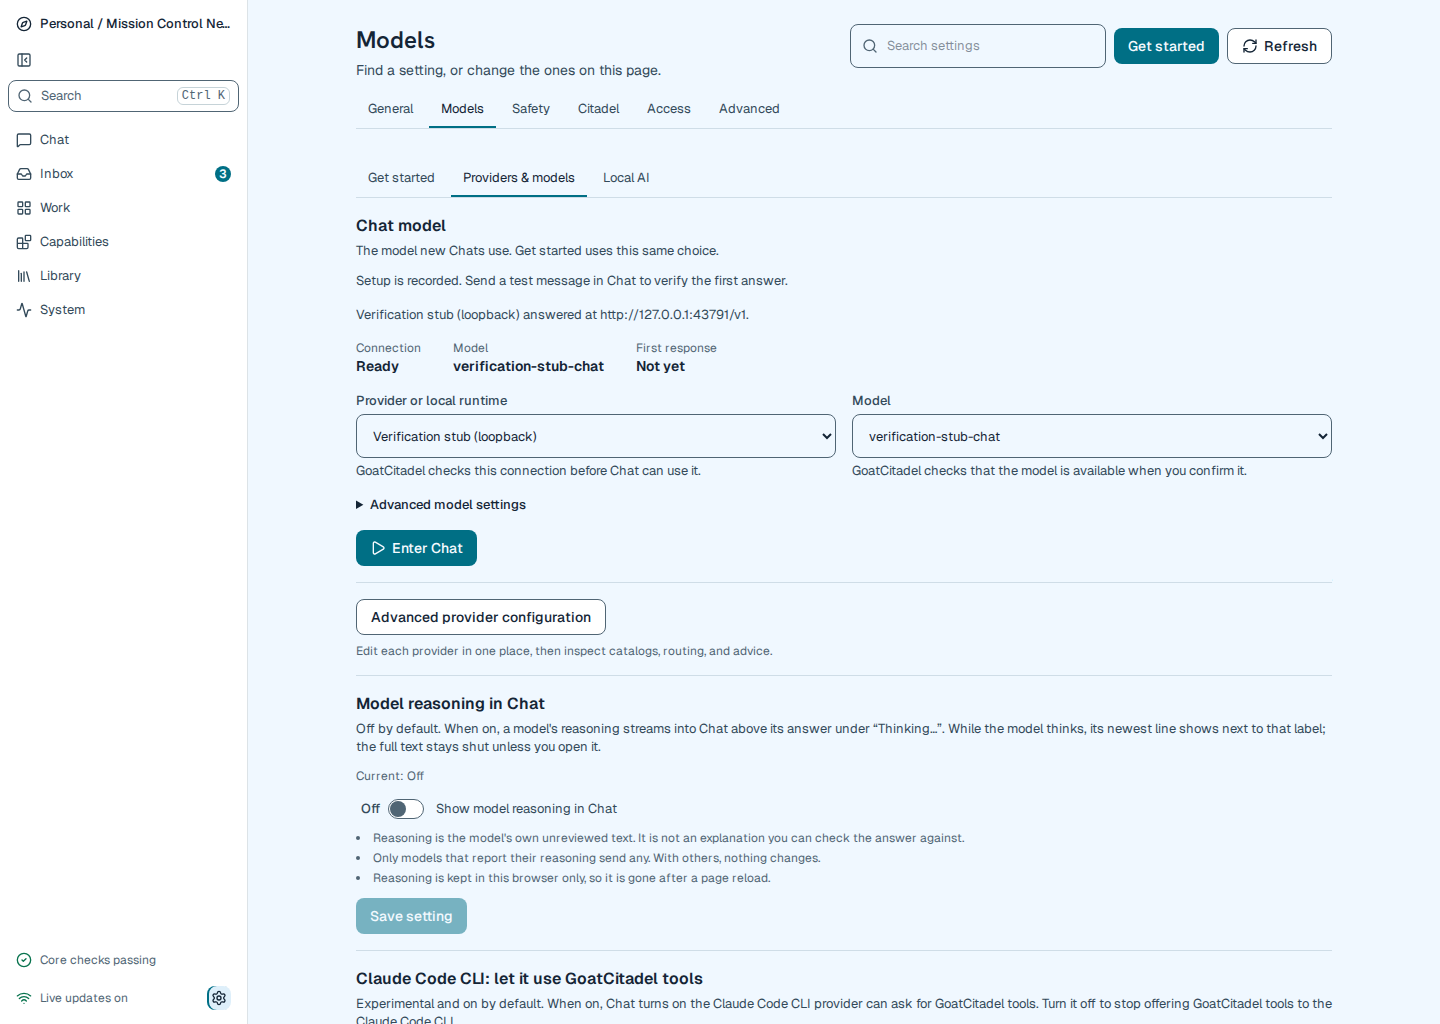 Personal / Mission Control Ne...
Search
Ctrl K
Chat
Inbox
3
Work
Capabilities
Library
System
Core checks passing
Live updates on
Models
Find a setting, or change the ones on this page.
Search settings
Get started
Refresh
General
Models
Safety
Citadel
Access
Advanced
Get started
Providers & models
Local AI
Chat model
The model new Chats use. Get started uses this same choice.
Setup is recorded. Send a test message in Chat to verify the first answer.
Verification stub (loopback) answered at http://127.0.0.1:43791/v1.
Connection
Ready
Model
verification-stub-chat
First response
Not yet
Provider or local runtime
Verification stub (loopback)
GoatCitadel checks this connection before Chat can use it.
Model
verification-stub-chat
GoatCitadel checks that the model is available when you confirm it.
Advanced model settings
Enter Chat
Advanced provider configuration
Edit each provider in one place, then inspect catalogs, routing, and advice.
Model reasoning in Chat
Off by default. When on, a model's reasoning streams into Chat above its answer under “Thinking…”. While the model thinks, its newest line shows next to that label;
the full text stays shut unless you open it.
Current: Off
Off
Show model reasoning in Chat
• Reasoning is the model's own unreviewed text. It is not an explanation you can check the answer against.
• Only models that report their reasoning send any. With others, nothing changes.
• Reasoning is kept in this browser only, so it is gone after a page reload.
Save setting
Claude Code CLI: let it use GoatCitadel tools
Experimental and on by default. When on, Chat turns on the Claude Code CLI provider can ask for GoatCitadel tools. Turn it off to stop offering GoatCitadel tools to the
Claude Code CLI.